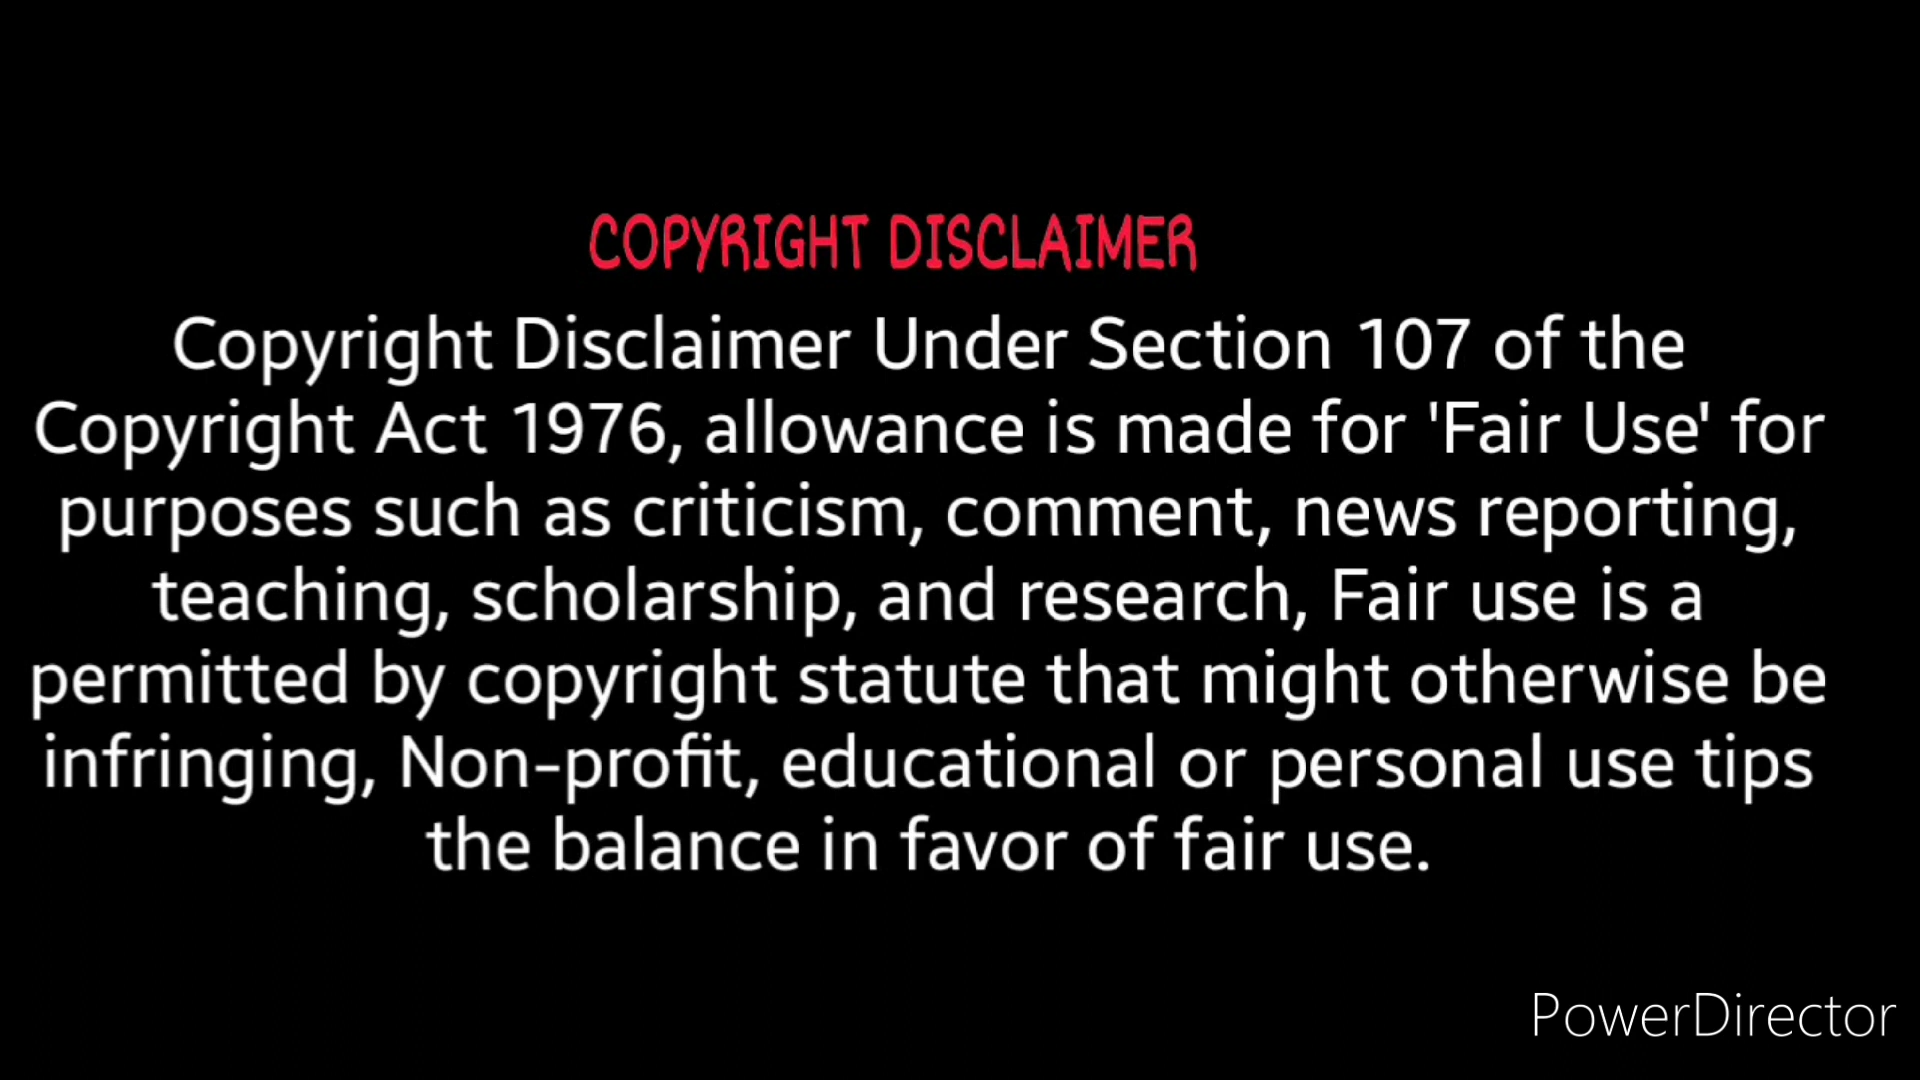 COPYRIGHT DISCLAIMER
Copyright Disclaimer Under Section 107 of the
Copyright Act 1976, allowance is made for 'Fair Use' for
purposes such as criticism, comment, news reporting,
teaching, scholarship, and research, Fair use is a
permitted by copyright statute that might otherwise be
infringing, Non-profit, educational or personal use tips
the balance in favor of fair use.
PowerDirector